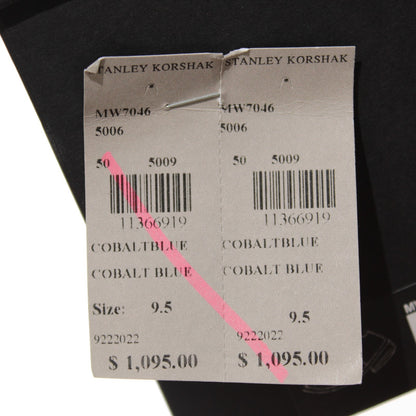 STANLEY KORSHAK
MW7046
5006
50 5009
11366919
COBALTBLUE
COBALT BLUE
Size: 9.5
9222022
$ 1,095.00
STANLEY KORSHAK
MW7046
5006
50 5009
11366919
COBALTBLUE
COBALT BLUE
9.5
9222022
$ 1,095.00